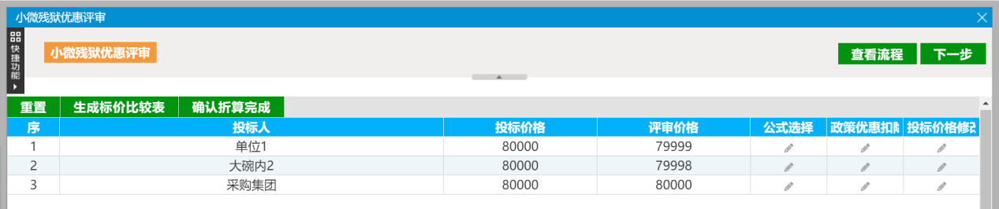 小微残狱优惠评审
快捷功能
小微残狱优惠评审
查看流程 下一步
重置 生成标价比较表 确认折算完成
序 投标人 投标价格 评审价格 公式选择 政策优惠扣 投标价格修
1 单位1 80000 79999
2 大碗内2 80000 79998
3 采购集团 80000 80000